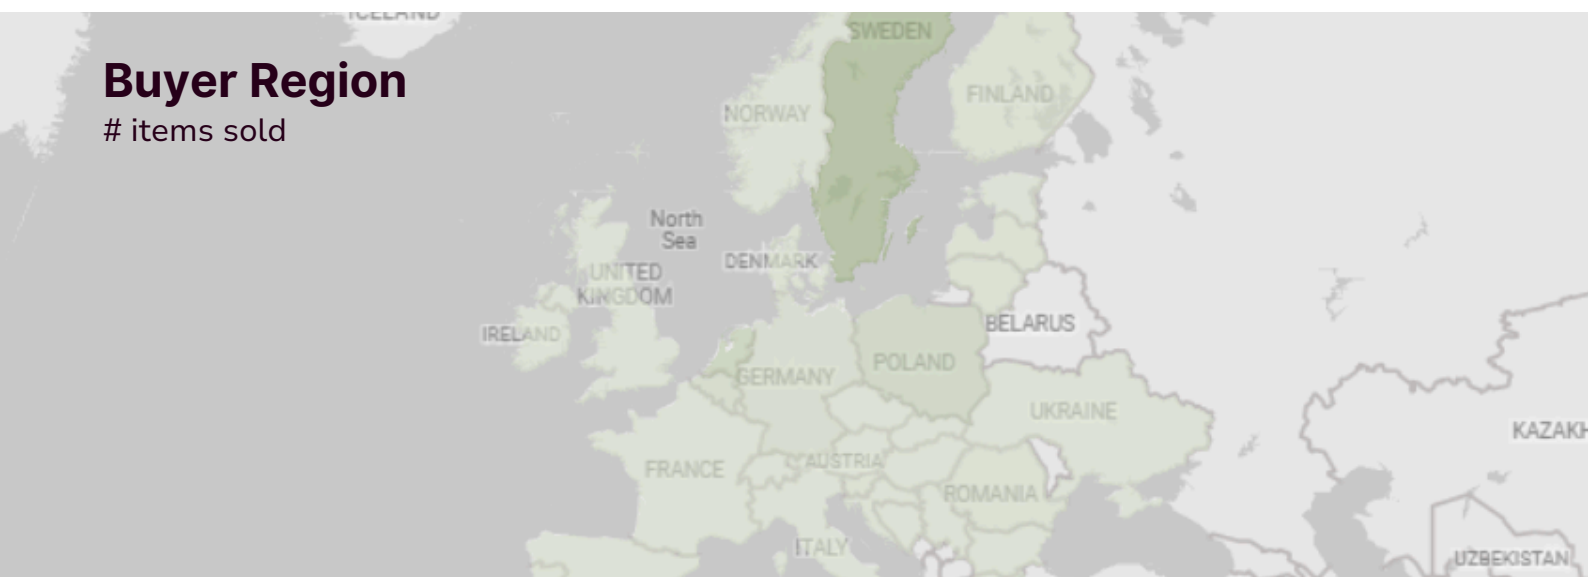 ICELAND
SWEDEN
Buyer Region
FINLAND
NORWAY
# items sold
North
Sea
DENMARK
UNITED
KINGDOM
BELARUS
IRELAND
POLAND
GERMANY
UKRAINE
KAZAKH
AUSTRIA
FRANCE
ROMANIA
ITALY
UZBEKISTAN